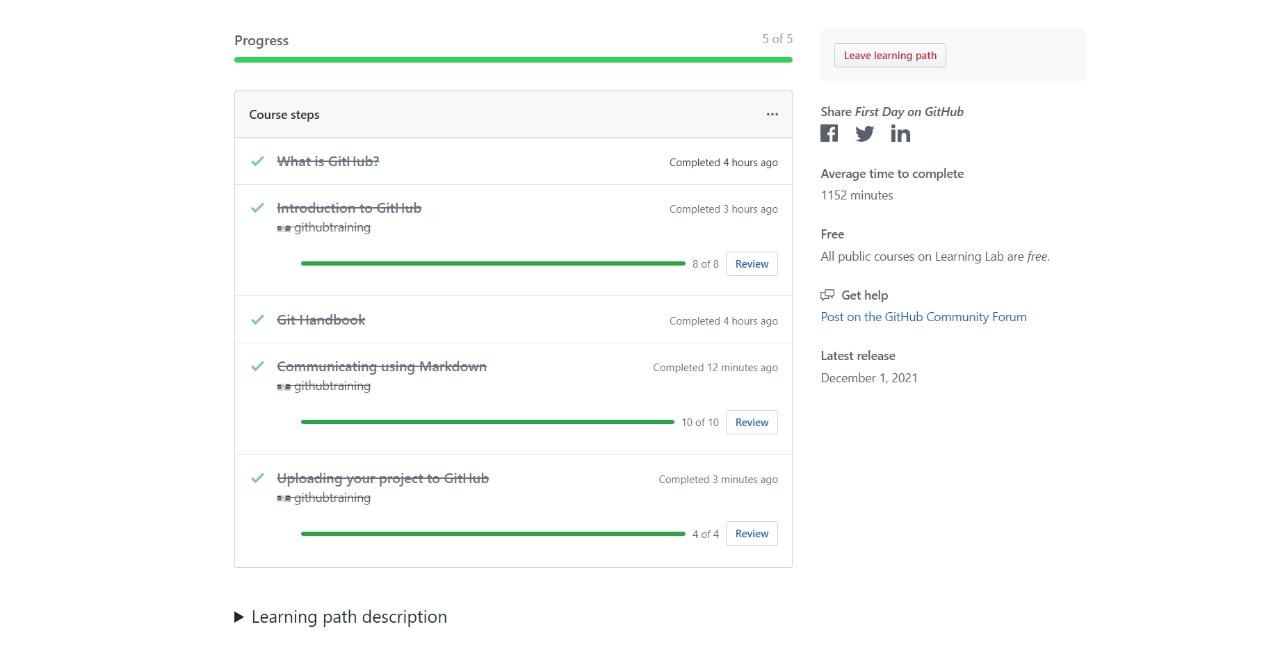 Progress 5 of 5
Course steps ...
What is GitHub? Completed 4 hours ago
Introduction to GitHub Completed 3 hours ago
githubtraining
8 of 8 Review
Git Handbook Completed 4 hours ago
Communicating using Markdown Completed 12 minutes ago
githubtraining
10 of 10 Review
Uploading your project to GitHub Completed 3 minutes ago
githubtraining
4 of 4 Review
Learning path description
Leave learning path
Share First Day on GitHub
Average time to complete
1152 minutes
Free
All public courses on Learning Lab are free.
Get help
Post on the GitHub Community Forum
Latest release
December 1, 2021